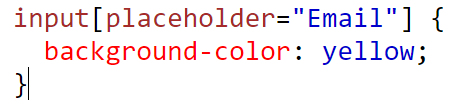 input[placeholder="Email"] {
  background-color: yellow;
}